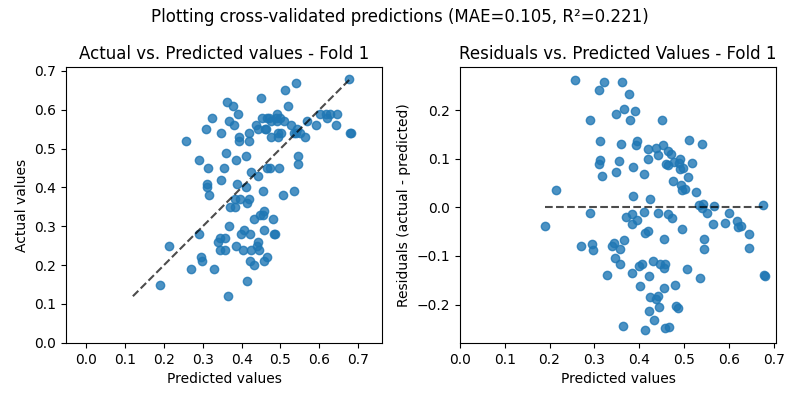 Plotting cross-validated predictions (MAE=0.105, R²=0.221)
Actual vs. Predicted values - Fold 1
Residuals vs. Predicted Values - Fold 1
Actual values
0.7
0.6
0.5
0.4
0.3
0.2
0.1
0.0
0.0 0.1 0.2 0.3 0.4 0.5 0.6 0.7
Predicted values
Residuals (actual - predicted)
0.2
0.1
0.0
−0.1
−0.2
0.0 0.1 0.2 0.3 0.4 0.5 0.6 0.7
Predicted values